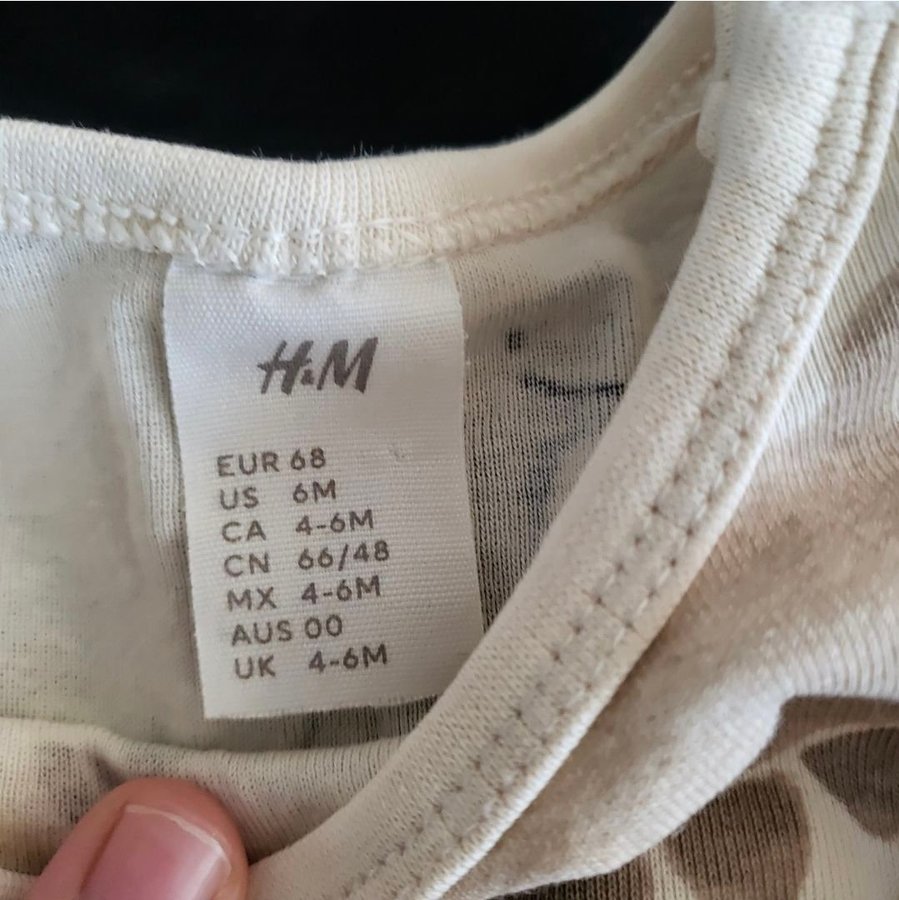 H&M
EUR 68
US 6M
CA 4-6M
CN 66/48
MX 4-6M
AUS 00
UK 4-6M